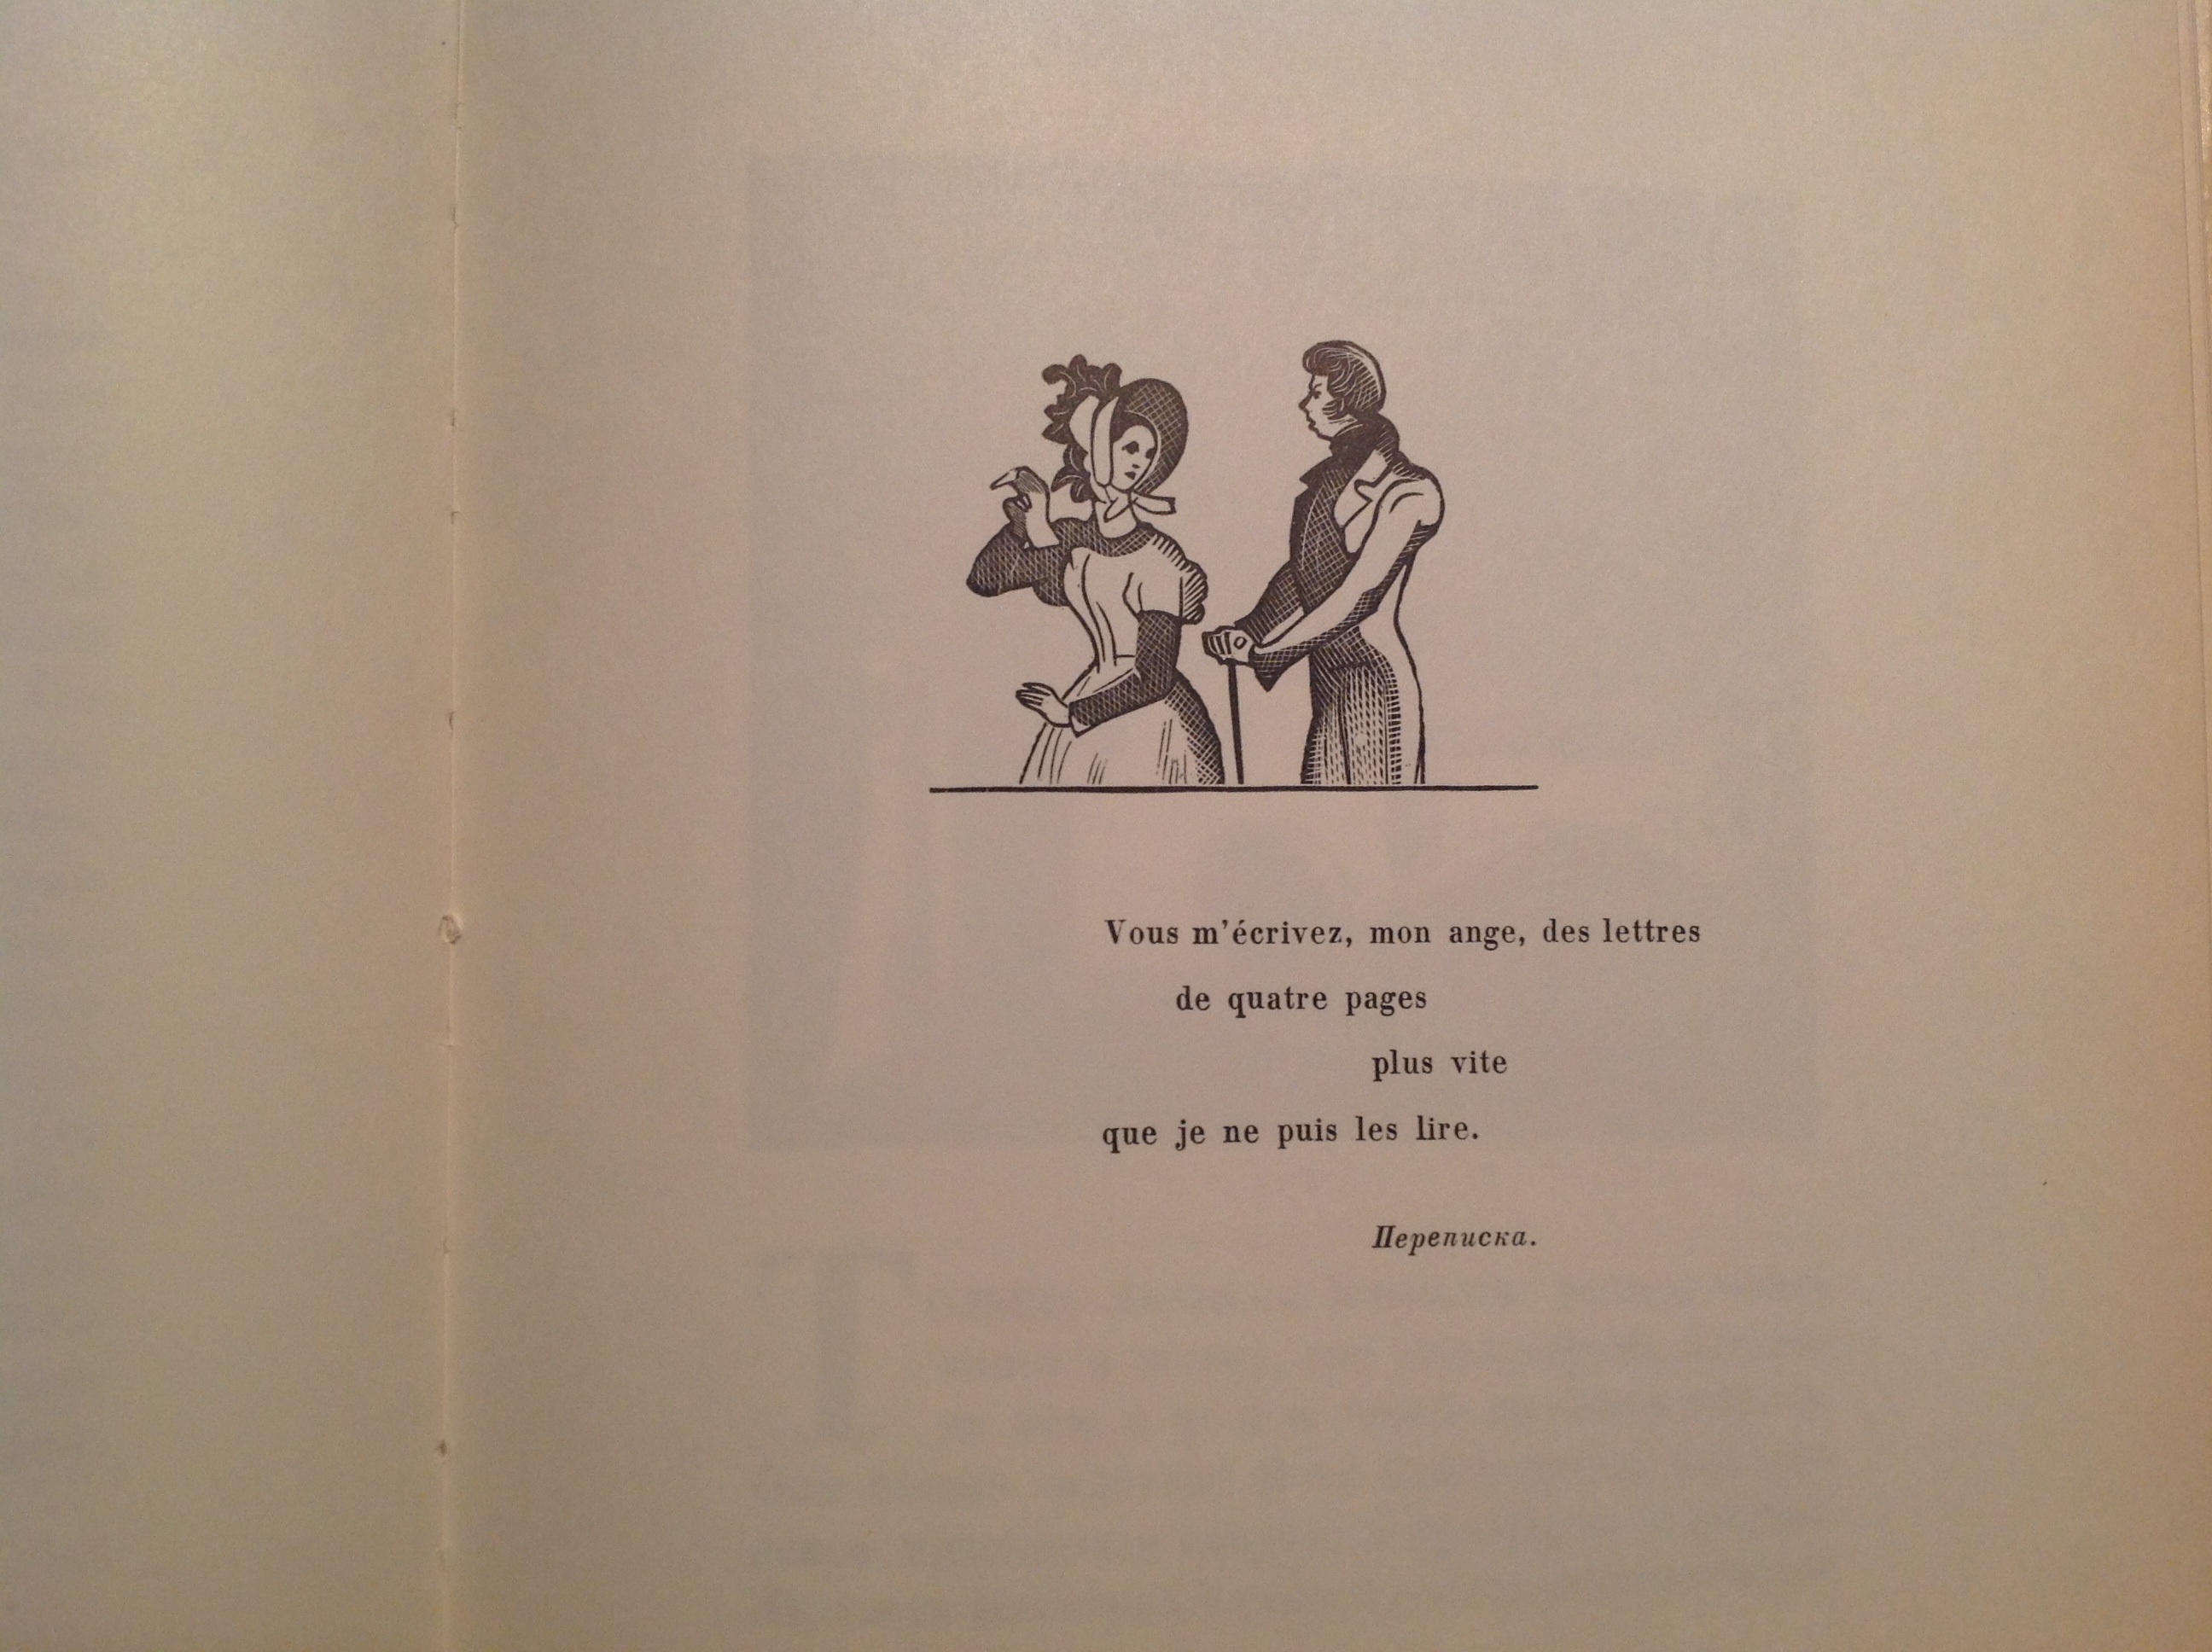 Vous m'écrivez, mon ange, des lettres
de quatre pages
plus vite
que je ne puis les lire.
Переписка.